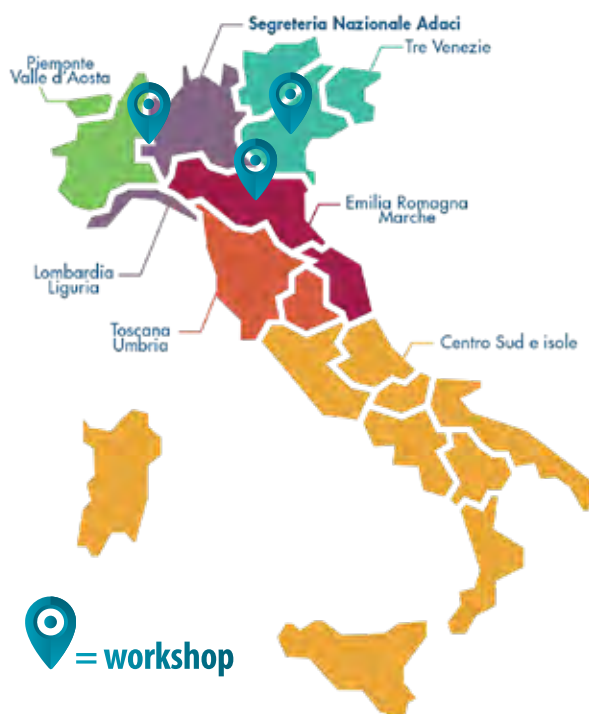 Segreteria Nazionale Adaci
Tre Venezie
Piemonte
Valle d'Aosta
Emilia Romagna
Marche
Lombardia
Liguria
Toscana
Umbria
Centro Sud e isole
= workshop